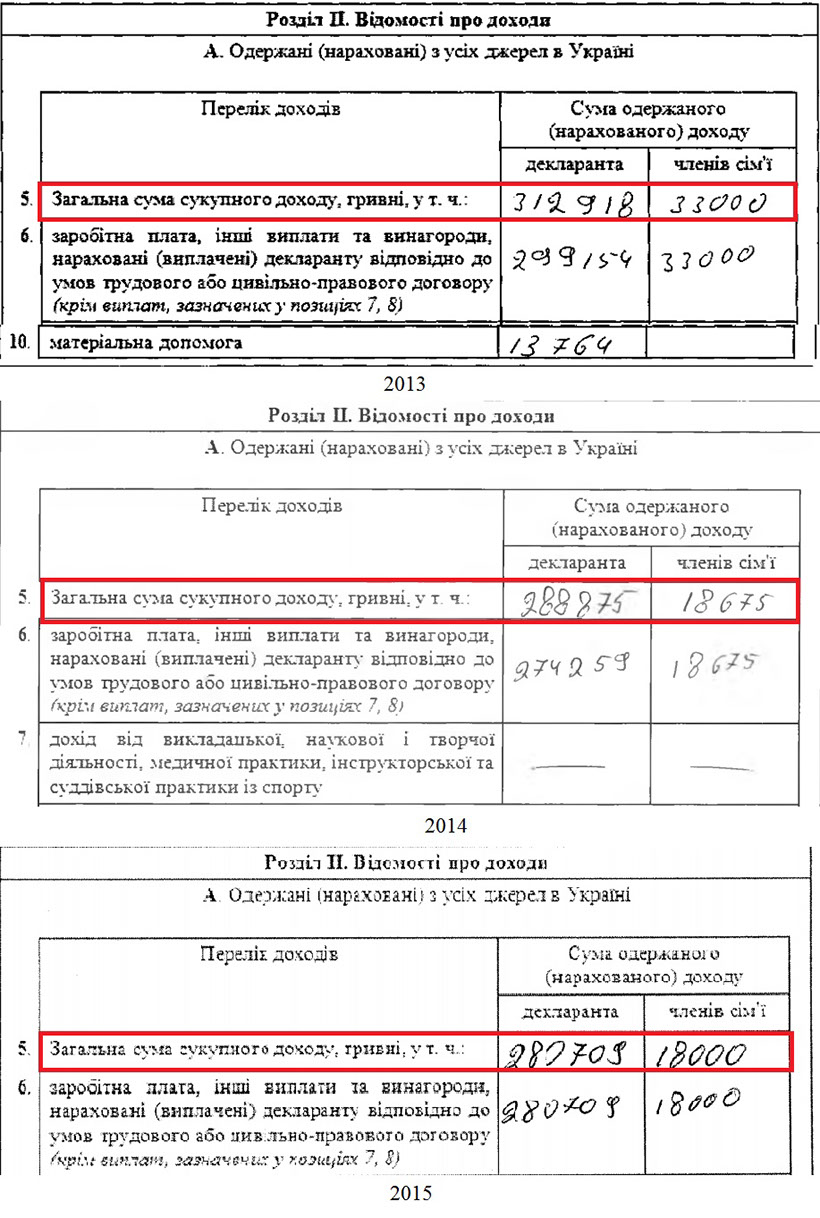 Розділ II. Відомості про доходи
А. Одержані (нараховані) з усіх джерел в Україні
Перелік доходів
Сума одержаного
(нарахованого) доходу
декларанта членів сім'ї
5. Загальна сума сукупного доходу, гривні, у т. ч.: 312918 33000
6. заробітна плата, інші виплати та винагороди,
нараховані (виплачені) декларанту відповідно до
умов трудового або цивільно-правового договору
(крім виплат, зазначених у позиціях 7, 8)
299154 33000
10. матеріальна допомога 13764
2013
Розділ II. Відомості про доходи
А. Одержані (нараховані) з усіх джерел в Україні
Перелік доходів
Сума одержаного
(нарахованого) доходу
декларанта членів сім'ї
5. Загальна сума сукупного доходу, гривні, у т. ч.: 288875 18675
6. заробітна плата, інші виплати та винагороди,
нараховані (виплачені) декларанту відповідно до
умов трудового або цивільно-правового договору
(крім виплат, зазначених у позиціях 7, 8)
274259 18675
7. дохід від викладацької, наукової і творчої
діяльності, медичної практики, інструкторської та
суддівської практики із спорту
2014
Розділ II. Відомості про доходи
А. Одержані (нараховані) з усіх джерел в Україні
Перелік доходів
Сума одержаного
(нарахованого) доходу
декларанта членів сім'ї
5. Загальна сума сукупного доходу, гривні, у т. ч.: 280709 18000
6. заробітна плата, інші виплати та винагороди,
нараховані (виплачені) декларанту відповідно до
умов трудового або цивільно-правового договору
(крім виплат, зазначених у позиціях 7, 8)
280709 18000
2015